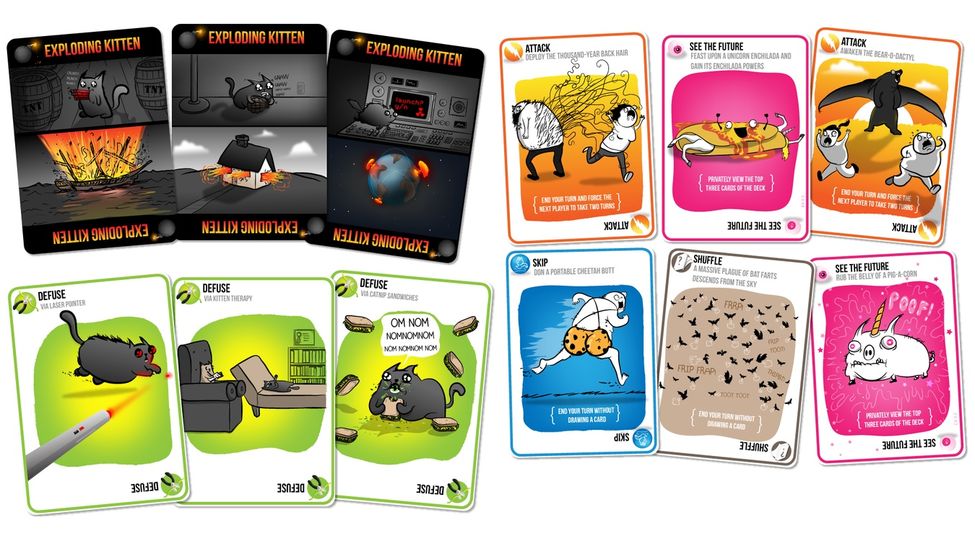 EXPLODING KITTEN
TNT
TNT
EXPLODING KITTEN
EXPLODING KITTEN
EXPLODING KITTEN
EXPLODING KITTEN
launch?
y/n
EXPLODING KITTEN
ATTACK
DEPLOY THE THOUSAND-YEAR BACK HAIR
END YOUR TURN AND FORCE THE
NEXT PLAYER TO TAKE TWO TURNS
ATTACK
SEE THE FUTURE
FEAST UPON A UNICORN ENCHILADA AND
GAIN ITS ENCHILADA POWERS
PRIVATELY VIEW THE TOP
THREE CARDS OF THE DECK
SEE THE FUTURE
ATTACK
AWAKEN THE BEAR-O-DACTYL
END YOUR TURN AND FORCE THE
NEXT PLAYER TO TAKE TWO TURNS
ATTACK
DEFUSE
VIA LASER POINTER
DEFUSE
DEFUSE
VIA KITTEN THERAPY
DEFUSE
DEFUSE
VIA CATNIP SANDWICHES
OM NOM
NOMNOMNOM
NOM NOMNOM NOM
DEFUSE
SKIP
DON A PORTABLE CHEETAH BUTT
END YOUR TURN WITHOUT
DRAWING A CARD
SKIP
SHUFFLE
A MASSIVE PLAGUE OF BAT FARTS
DESCENDS FROM THE SKY
FRAP!
FRIP
TOOT!
FRIP FRAP!
TOOT TOOT
END YOUR TURN WITHOUT
DRAWING A CARD
SHUFFLE
SEE THE FUTURE
RUB THE BELLY OF A PIG-A-CORN
POOF!
PRIVATELY VIEW THE TOP
THREE CARDS OF THE DECK
SEE THE FUTURE